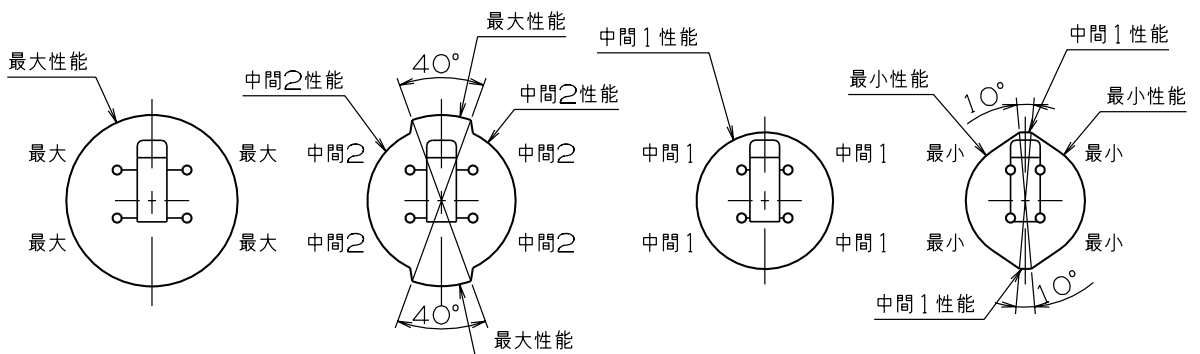 最大性能
最大
最大
最大
最大
最大性能
40°
中間2性能
中間2性能
中間2
中間2
中間2
中間2
40°
最大性能
中間1性能
中間1
中間1
中間1
中間1
中間1性能
最小性能
10°
最小性能
最小
最小
最小
最小
中間1性能
10°